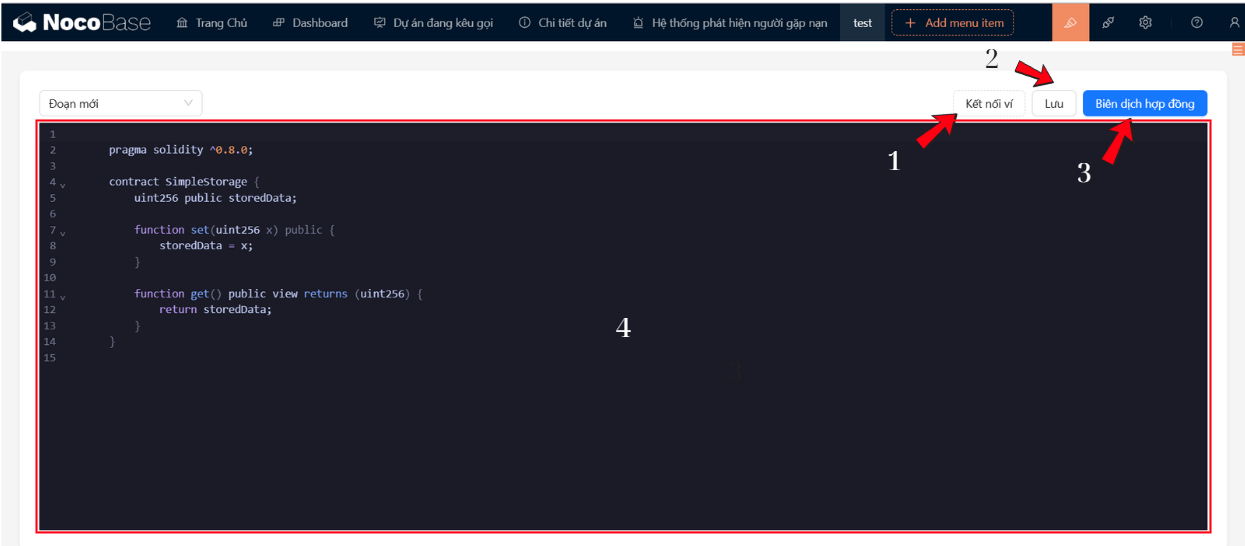 NocoBase Trang Chủ Dashboard Dự án đang kêu gọi Chi tiết dự án Hệ thống phát hiện người gặp nạn test + Add menu item
2
Đoạn mới Kết nối ví Lưu Biên dịch hợp đồng
1
3
1
2 pragma solidity ^0.8.0;
3
4 contract SimpleStorage {
5 uint256 public storedData;
6
7 function set(uint256 x) public {
8 storedData = x;
9 }
10
11 function get() public view returns (uint256) {
12 return storedData;
13 }
14 }
15
4